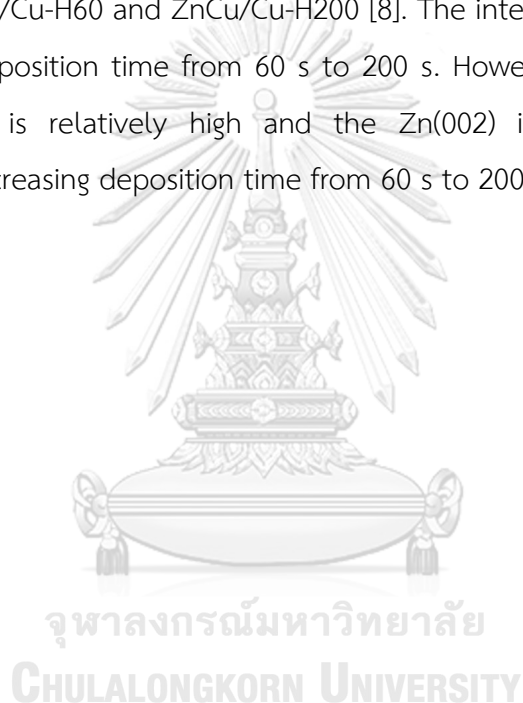 /Cu-H60 and ZnCu/Cu-H200 [8]. The inte
position time from 60 s to 200 s. Howe
is relatively high and the Zn(002) i
creasing deposition time from 60 s to 200
จุฬาลงกรณ์มหาวิทยาลัย
CHULALONGKORN UNIVERSITY